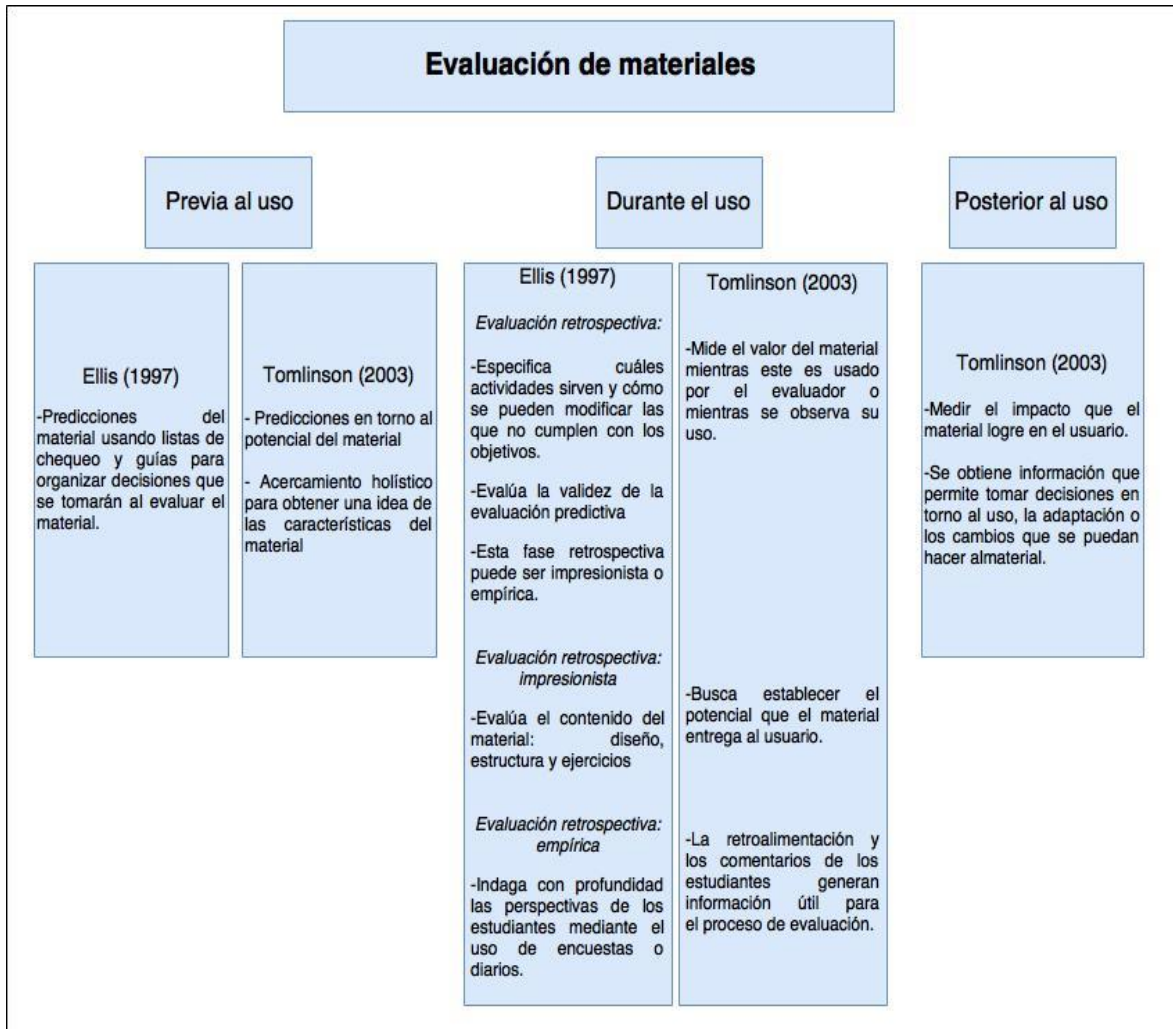 Evaluación de materiales
Previa al uso
Ellis (1997)
-Predicciones del
material usando listas de
chequeo y guías para
organizar decisiones que
se tomarán al evaluar el
material.
Tomlinson (2003)
- Predicciones en torno al
potencial del material
- Acercamiento holístico
para obtener una idea de
las características del
material
Durante el uso
Ellis (1997)
Evaluación retrospectiva:
-Especifica cuáles
actividades sirven y cómo
se pueden modificar las
que no cumplen con los
objetivos.
-Evalúa la validez de la
evaluación predictiva
-Esta fase retrospectiva
puede ser impresionista o
empírica.
Evaluación retrospectiva:
impresionista
-Evalúa el contenido del
material: diseño,
estructura y ejercicios
Evaluación retrospectiva:
empírica
-Indaga con profundidad
las perspectivas de los
estudiantes mediante el
uso de encuestas o
diarios.
Tomlinson (2003)
-Mide el valor del material
mientras este es usado
por el evaluador o
mientras se observa su
uso.
-Busca establecer el
potencial que el material
entrega al usuario.
-La retroalimentación y
los comentarios de los
estudiantes generan
información útil para
el proceso de evaluación.
Posterior al uso
Tomlinson (2003)
-Medir el impacto que el
material logre en el usuario.
-Se obtiene información que
permite tomar decisiones en
torno al uso, la adaptación o
los cambios que se puedan
hacer almaterial.